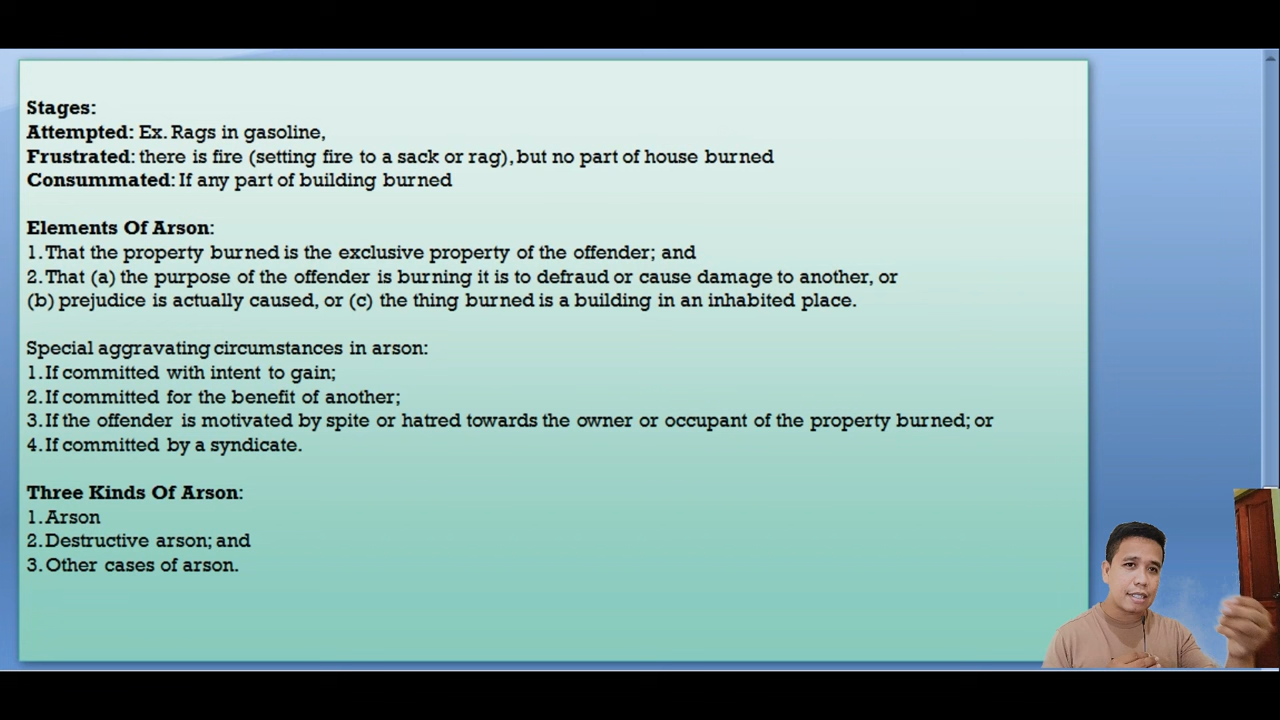 Stages:
Attempted: Ex. Rags in gasoline,
Frustrated: there is fire (setting fire to a sack or rag), but no part of house burned
Consummated: If any part of building burned
Elements Of Arson:
1. That the property burned is the exclusive property of the offender; and
2. That (a) the purpose of the offender is burning it is to defraud or cause damage to another, or
(b) prejudice is actually caused, or (c) the thing burned is a building in an inhabited place.
Special aggravating circumstances in arson:
1. If committed with intent to gain;
2. If committed for the benefit of another;
3. If the offender is motivated by spite or hatred towards the owner or occupant of the property burned; or
4. If committed by a syndicate.
Three Kinds Of Arson:
1. Arson
2. Destructive arson; and
3. Other cases of arson.